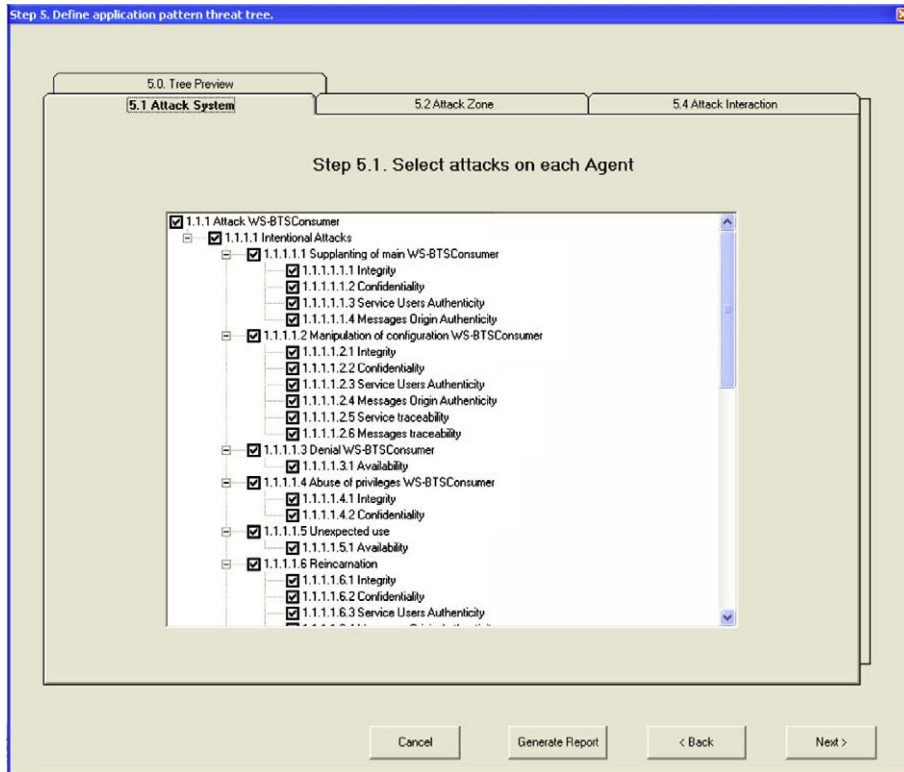 Step 5. Define application pattern threat tree.
5.0. Tree Preview
5.1 Attack System
5.2 Attack Zone
5.4 Attack Interaction
Step 5.1. Select attacks on each Agent
1.1.1 Attack WS-BTSConsumer
1.1.1.1 Intentional Attacks
1.1.1.1.1 Supplanting of main WS-BTSConsumer
1.1.1.1.1.1 Integrity
1.1.1.1.1.2 Confidentiality
1.1.1.1.1.3 Service Users Authenticity
1.1.1.1.1.4 Messages Origin Authenticity
1.1.1.1.2 Manipulation of configuration WS-BTSConsumer
1.1.1.1.2.1 Integrity
1.1.1.1.2.2 Confidentiality
1.1.1.1.2.3 Service Users Authenticity
1.1.1.1.2.4 Messages Origin Authenticity
1.1.1.1.2.5 Service traceability
1.1.1.1.2.6 Messages traceability
1.1.1.1.3 Denial WS-BTSConsumer
1.1.1.1.3.1 Availability
1.1.1.1.4 Abuse of privileges WS-BTSConsumer
1.1.1.1.4.1 Integrity
1.1.1.1.4.2 Confidentiality
1.1.1.1.5 Unexpected use
1.1.1.1.5.1 Availability
1.1.1.1.6 Reincarnation
1.1.1.1.6.1 Integrity
1.1.1.1.6.2 Confidentiality
1.1.1.1.6.3 Service Users Authenticity
Cancel
Generate Report
< Back
Next >